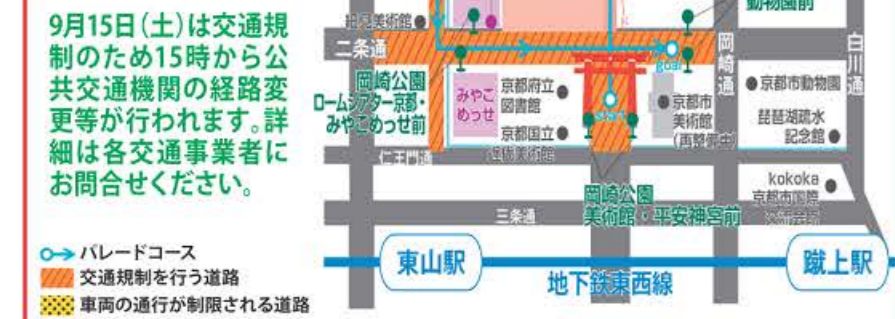 9月15日(土)は交通規
制のため15時から公
共交通機関の経路変
更等が行われます。詳
細は各交通事業者に
お問合せください。
パレードコース
交通規制を行う道路
車両の通行が制限される道路
動物園前
二条通
岡崎通
白川通
goal
岡崎公園
ロームシアター京都・
みやこめっせ前
みやこ
めっせ
京都府立
図書館
京都国立
近代美術館
start
京都市
美術館
京都市動物園
琵琶湖疏水
記念館
仁王門通
kokoka
京都市国際
岡崎公園
美術館・平安神宮前
三条通
東山駅
地下鉄東西線
蹴上駅